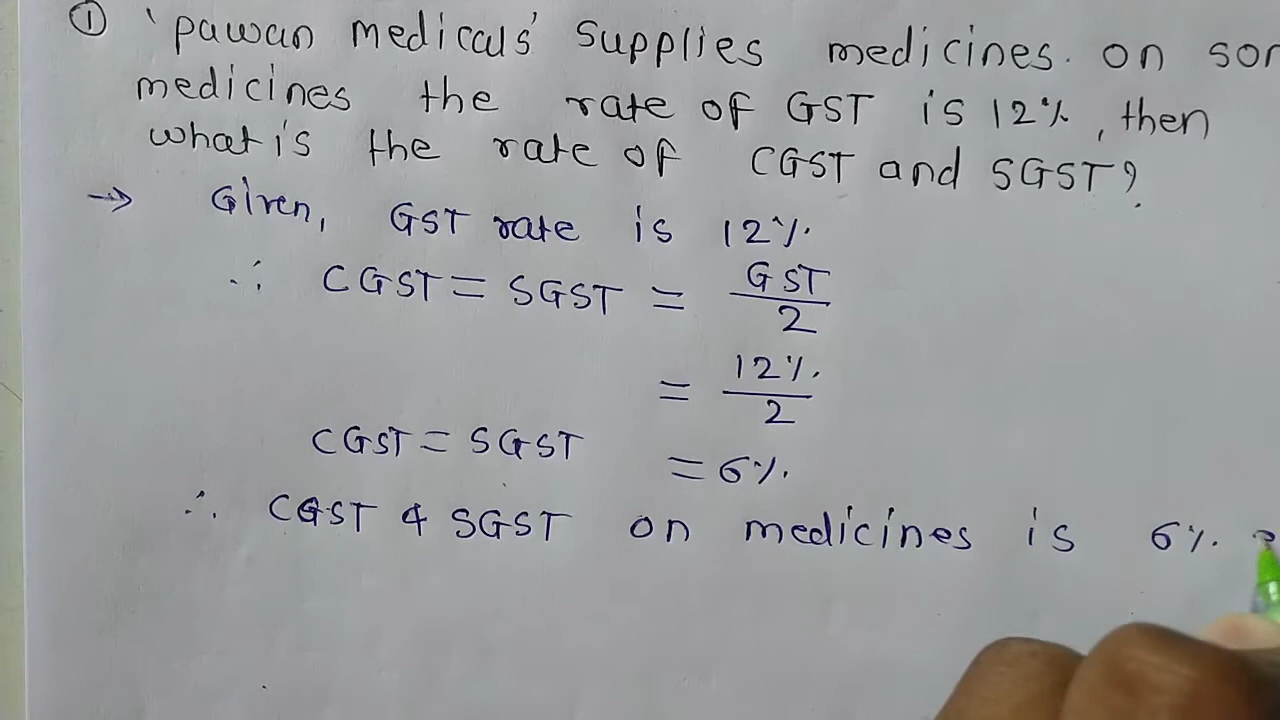 ① 'pawan medicals' supplies medicines. on
medicines the rate of GST is 12%, then
what is the rate of CGST and SGST?
→ Given, GST rate is 12%.
∴ CGST = SGST = GST/2
= 12%/2
CGST = SGST = 6%.
∴ CGST & SGST on medicines is 6%.